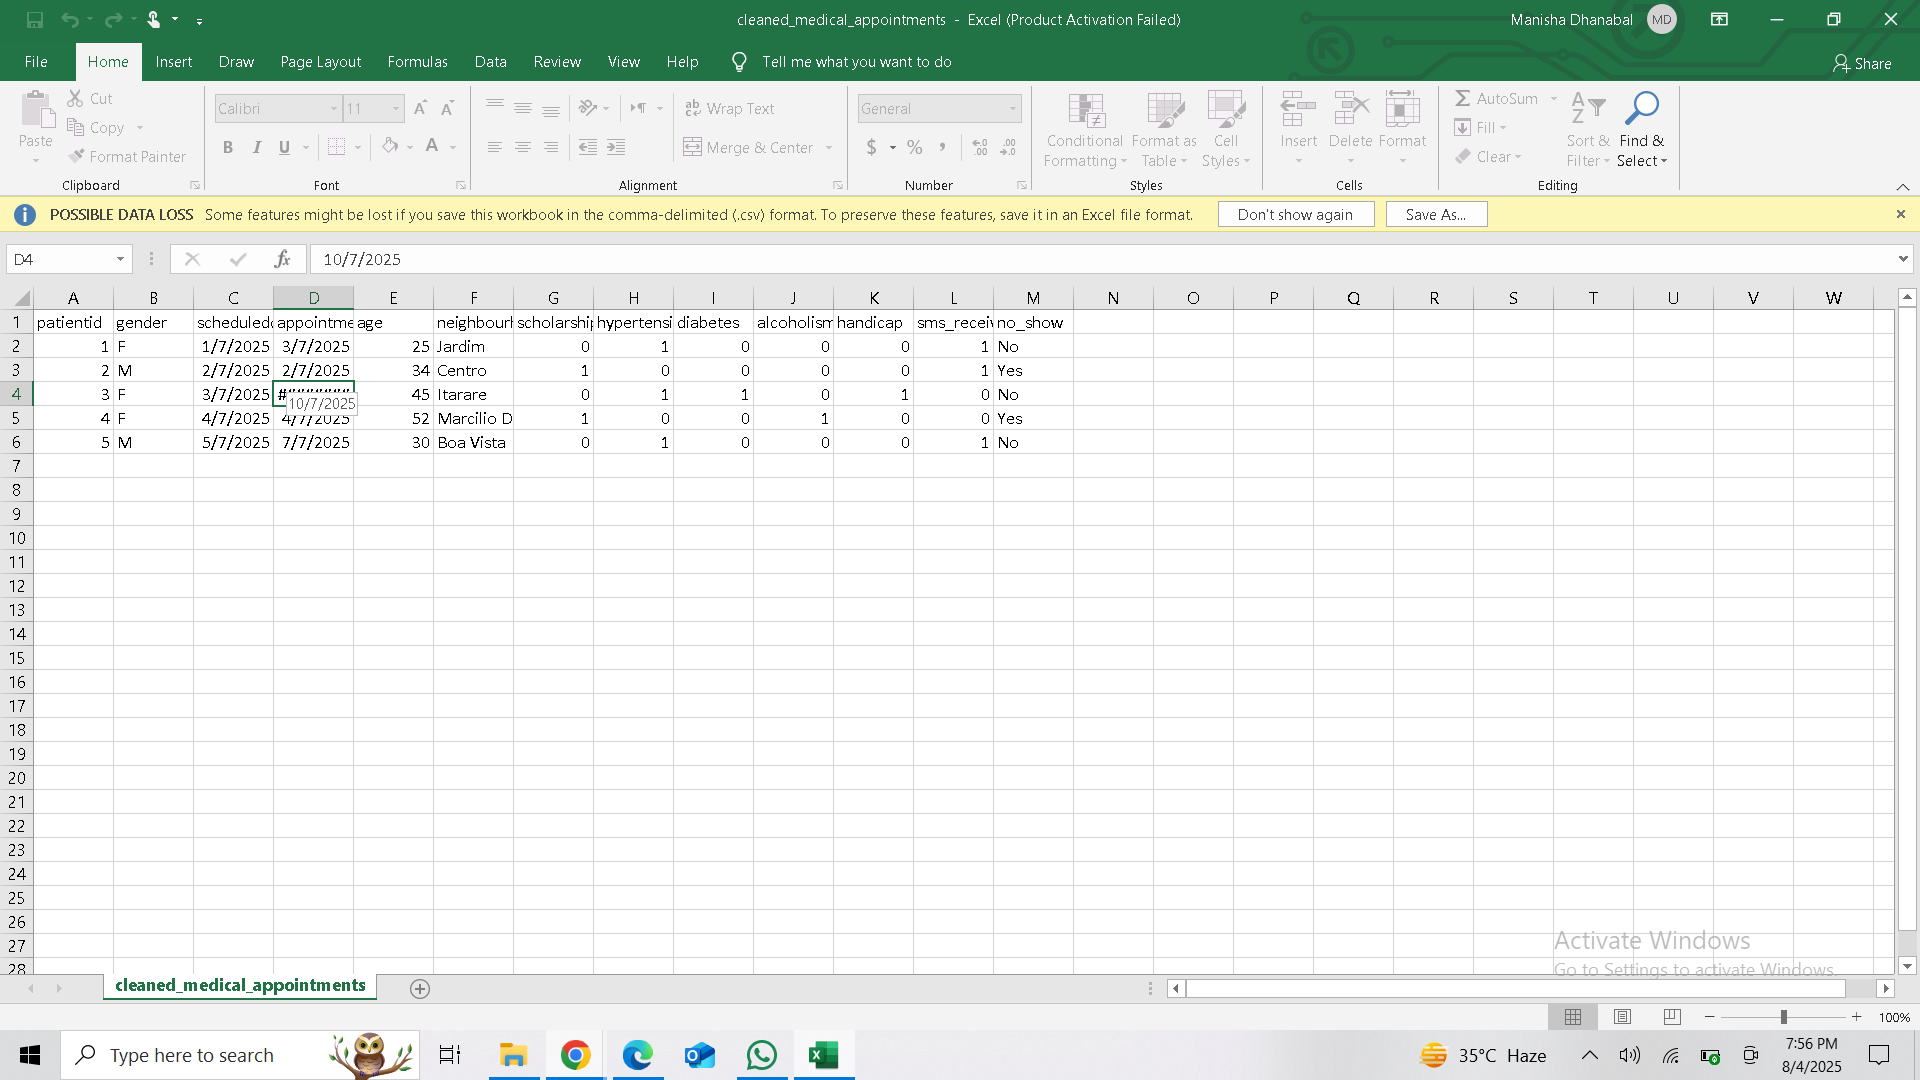 cleaned_medical_appointments - Excel (Product Activation Failed)
Manisha Dhanabal MD
File Home Insert Draw Page Layout Formulas Data Review View Help Tell me what you want to do Share
Cut
Copy
Format Painter
Paste
Clipboard
Calibri 11
B I U
Font
Wrap Text
Merge & Center
Alignment
General
$ % ,
Number
Conditional Formatting
Format as Table
Cell Styles
Styles
Insert Delete Format
Cells
AutoSum
Fill
Clear
Sort & Filter
Find & Select
Editing
POSSIBLE DATA LOSS Some features might be lost if you save this workbook in the comma-delimited (.csv) format. To preserve these features, save it in an Excel file format. Don't show again Save As...
D4 fx 10/7/2025
A B C D E F G H I J K L M N O P Q R S T U V W
1 patientid gender scheduledd appointme age neighbourh scholarship hypertensi diabetes alcoholism handicap sms_receiv no_show
2 1 F 1/7/2025 3/7/2025 25 Jardim 0 1 0 0 0 1 No
3 2 M 2/7/2025 2/7/2025 34 Centro 1 0 0 0 0 1 Yes
4 3 F 3/7/2025 ######## 45 Itarare 0 1 1 0 1 0 No
10/7/2025
5 4 F 4/7/2025 4/7/2025 52 Marcilio D 1 0 0 1 0 0 Yes
6 5 M 5/7/2025 7/7/2025 30 Boa Vista 0 1 0 0 0 1 No
7
8
9
10
11
12
13
14
15
16
17
18
19
20
21
22
23
24
25
26
27
28
Activate Windows
Go to Settings to activate Windows.
cleaned_medical_appointments
100%
Type here to search
35°C Haze
7:56 PM
8/4/2025